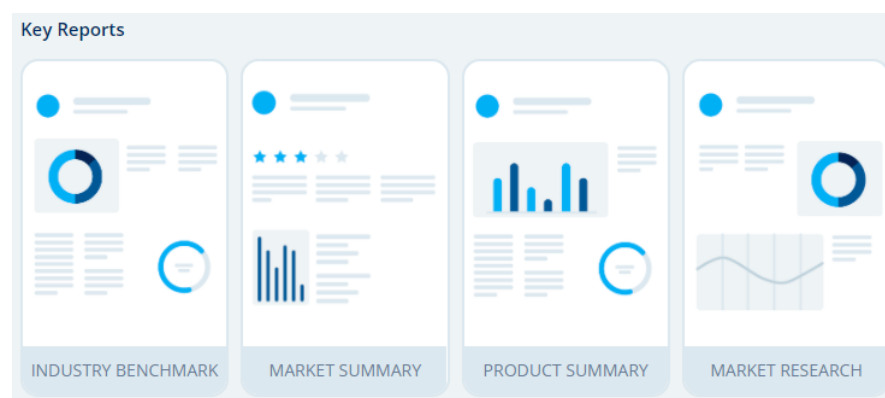 Key Reports
INDUSTRY BENCHMARK
MARKET SUMMARY
PRODUCT SUMMARY
MARKET RESEARCH